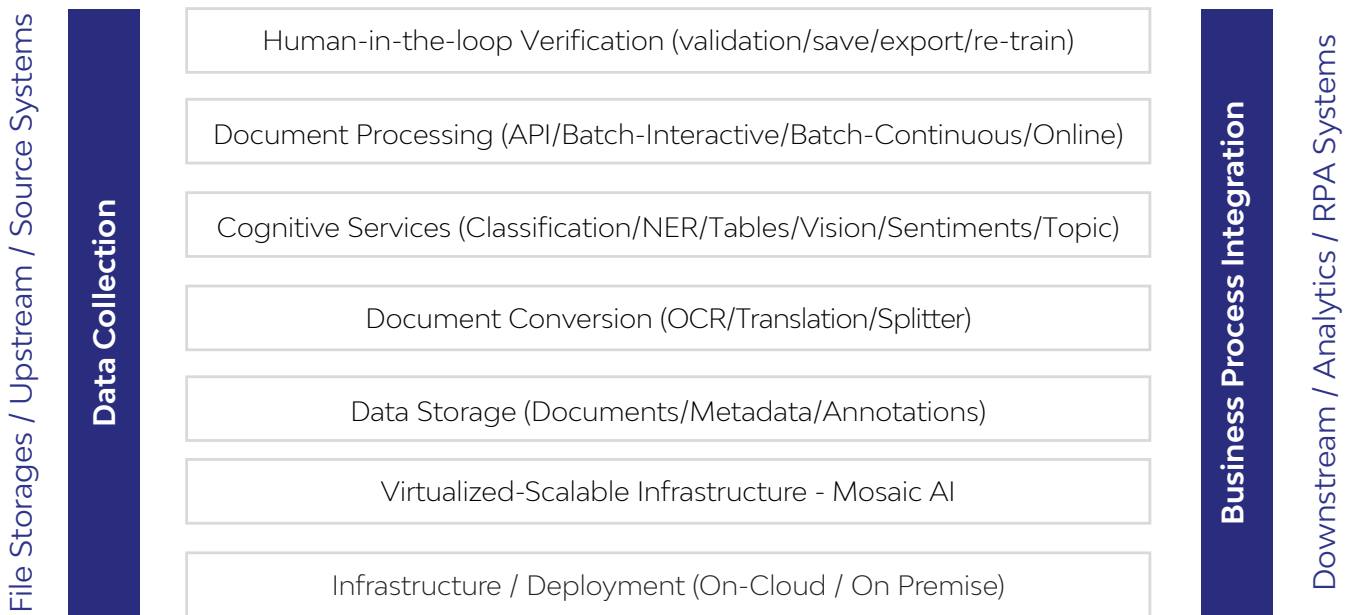 File Storages / Upstream / Source Systems
Data Collection
Human-in-the-loop Verification (validation/save/export/re-train)
Document Processing (API/Batch-Interactive/Batch-Continuous/Online)
Cognitive Services (Classification/NER/Tables/Vision/Sentiments/Topic)
Document Conversion (OCR/Translation/Splitter)
Data Storage (Documents/Metadata/Annotations)
Virtualized-Scalable Infrastructure - Mosaic AI
Infrastructure / Deployment (On-Cloud / On Premise)
Business Process Integration
Downstream / Analytics / RPA Systems